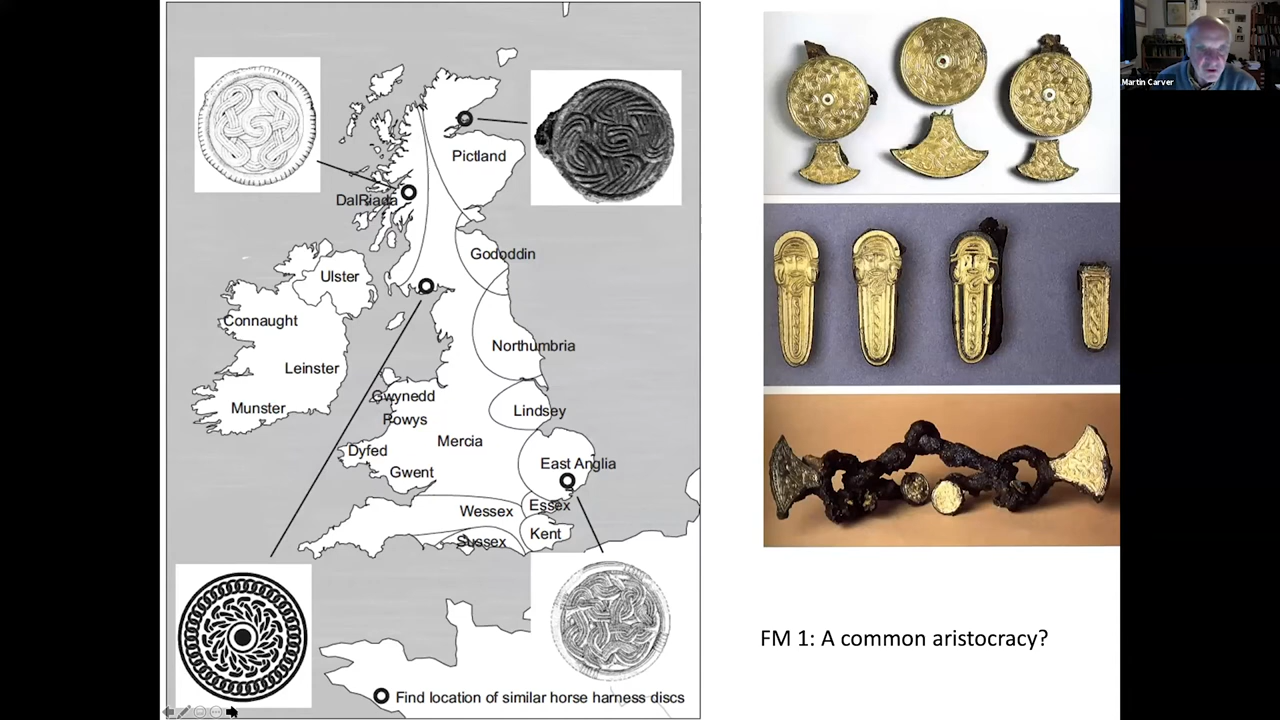 Martin Carver
Pictland
DalRiada
Gododdin
Ulster
Connaught
Northumbria
Leinster
Gwynedd
Munster
Lindsey
Powys
Mercia
Dyfed
East Anglia
Gwent
Essex
Wessex
Kent
Sussex
FM 1: A common aristocracy?
Find location of similar horse harness discs